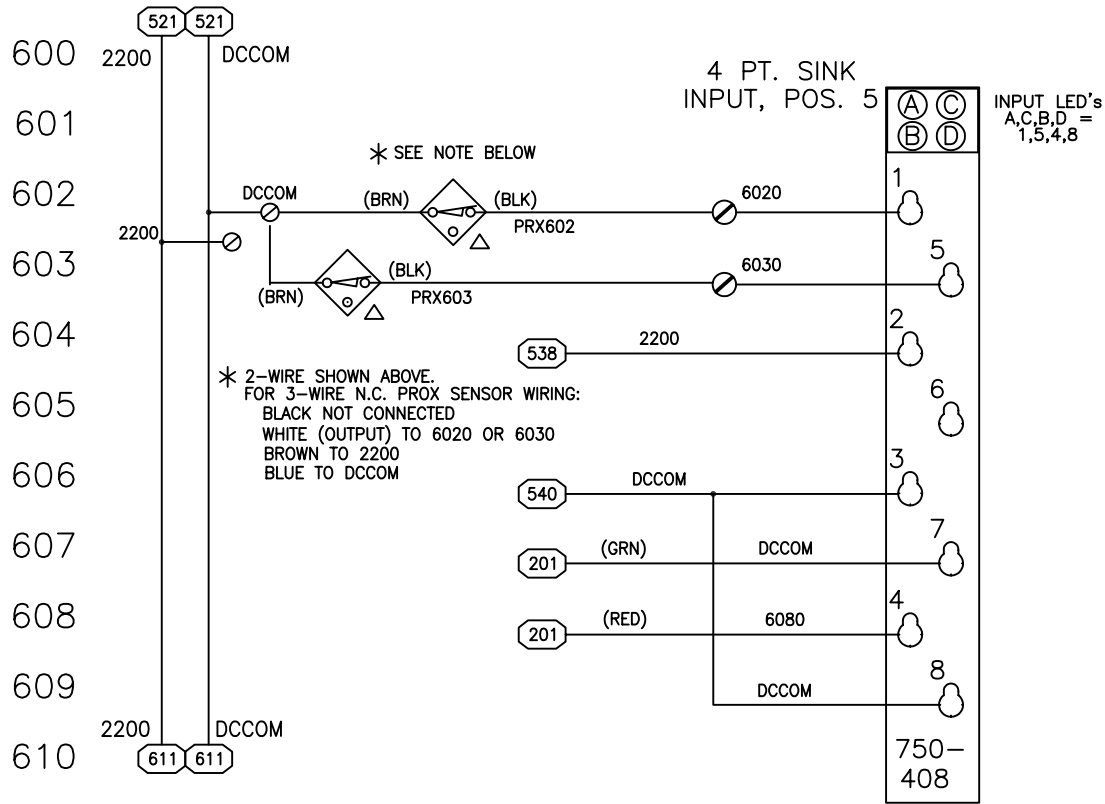 521 521
600 2200 DCCOM
4 PT. SINK
INPUT, POS. 5
A C
B D
INPUT LED's
A,C,B,D =
1,5,4,8
601
* SEE NOTE BELOW
602 DCCOM (BRN) (BLK) 6020 1
PRX602
2200
603 (BRN) (BLK) 6030 5
PRX603
604 538 2200 2
* 2-WIRE SHOWN ABOVE.
FOR 3-WIRE N.C. PROX SENSOR WIRING:
BLACK NOT CONNECTED
WHITE (OUTPUT) TO 6020 OR 6030
BROWN TO 2200
BLUE TO DCCOM
605 6
606 540 DCCOM 3
607 201 (GRN) DCCOM 7
608 201 (RED) 6080 4
609 DCCOM 8
2200 DCCOM
610 611 611
750-
408